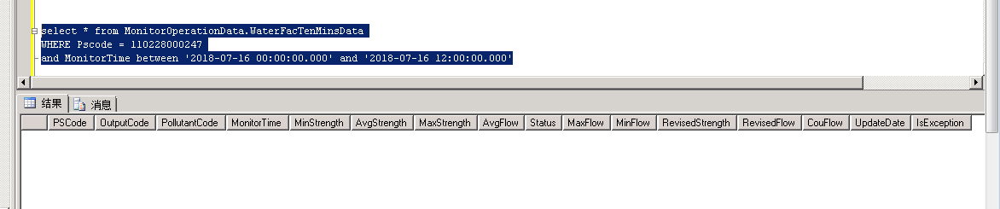 select * from MonitorOperationData.WaterFacTenMinsData
WHERE Pscode = 110228000247
and MonitorTime between '2018-07-16 00:00:00.000' and '2018-07-16 12:00:00.000'
结果 消息
PSCode OutputCode PollutantCode MonitorTime MinStrength AvgStrength MaxStrength AvgFlow Status MaxFlow MinFlow RevisedStrength RevisedFlow CouFlow UpdateDate IsException